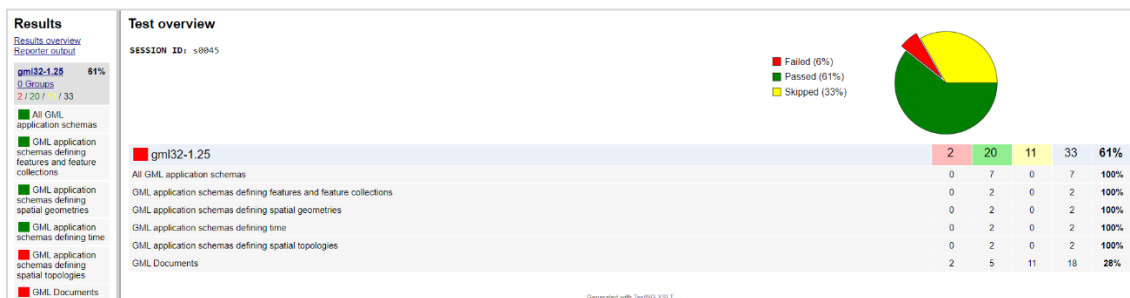 Results
Results overview
Reporter output
gml32-1.25 61%
0 Groups
2 / 20 / 11 / 33
All GML
application schemas
GML application
schemas defining
features and feature
collections
GML application
schemas defining
spatial geometries
GML application
schemas defining time
GML application
schemas defining
spatial topologies
GML Documents
Test overview
SESSION ID: s0045
Failed (6%)
Passed (61%)
Skipped (33%)
gml32-1.25 2 20 11 33 61%
All GML application schemas 0 7 0 7 100%
GML application schemas defining features and feature collections 0 2 0 2 100%
GML application schemas defining spatial geometries 0 2 0 2 100%
GML application schemas defining time 0 2 0 2 100%
GML application schemas defining spatial topologies 0 2 0 2 100%
GML Documents 2 5 11 18 28%
Generated with TestNG XSLT